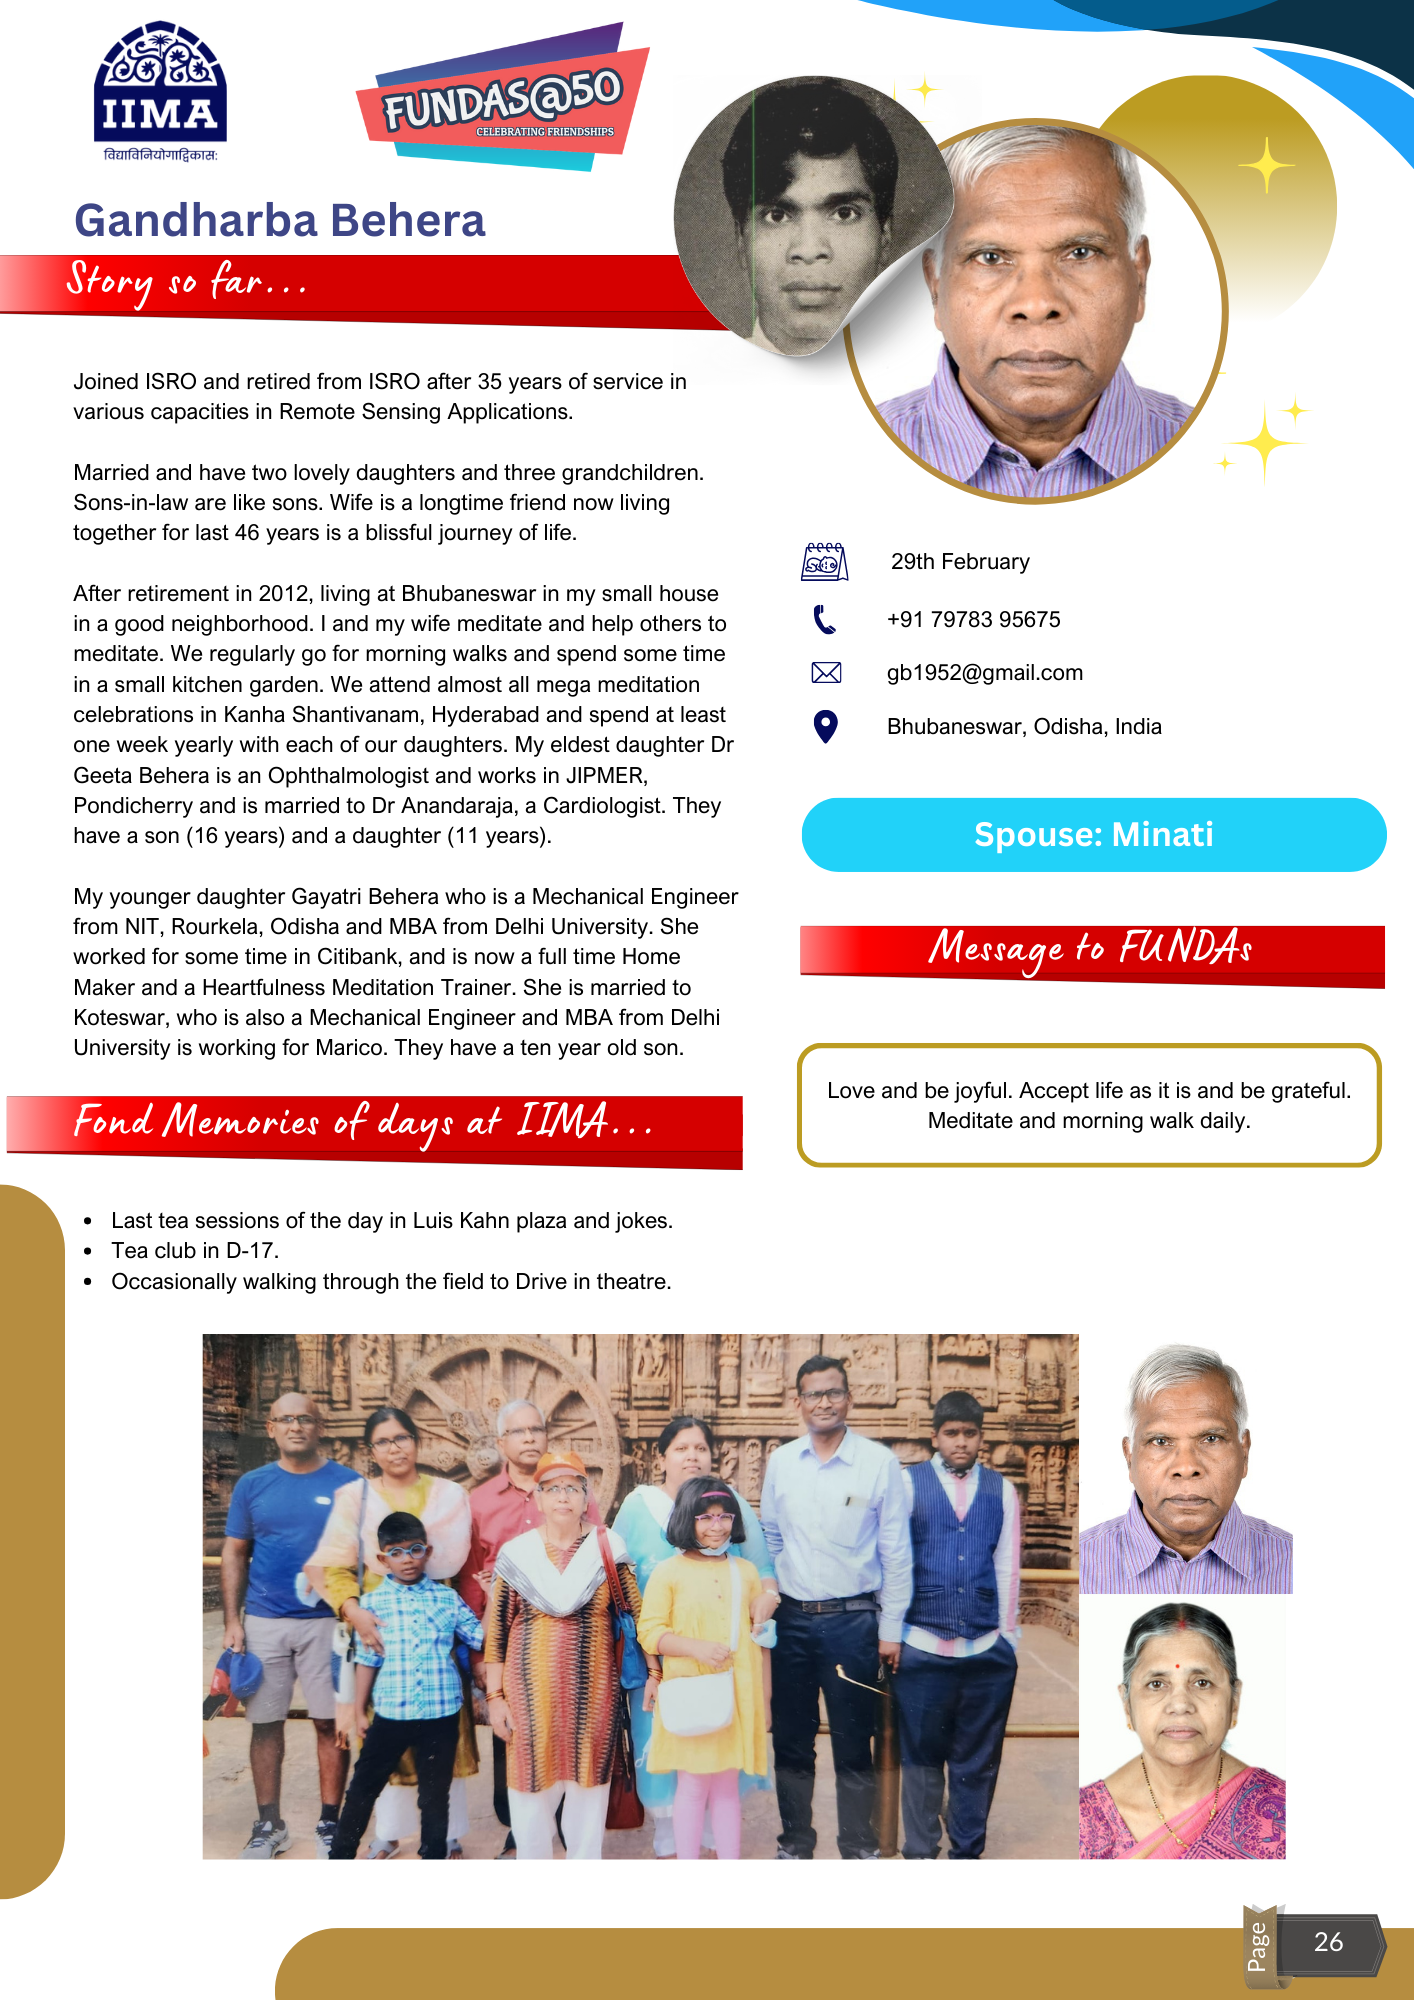 IIMA
विद्याविनियोगाद्विकास:
FUNDAS@50
CELEBRATING FRIENDSHIPS
Gandharba Behera
Story so far...
Joined ISRO and retired from ISRO after 35 years of service in
various capacities in Remote Sensing Applications.
Married and have two lovely daughters and three grandchildren.
Sons-in-law are like sons. Wife is a longtime friend now living
together for last 46 years is a blissful journey of life.
After retirement in 2012, living at Bhubaneswar in my small house
in a good neighborhood. I and my wife meditate and help others to
meditate. We regularly go for morning walks and spend some time
in a small kitchen garden. We attend almost all mega meditation
celebrations in Kanha Shantivanam, Hyderabad and spend at least
one week yearly with each of our daughters. My eldest daughter Dr
Geeta Behera is an Ophthalmologist and works in JIPMER,
Pondicherry and is married to Dr Anandaraja, a Cardiologist. They
have a son (16 years) and a daughter (11 years).
My younger daughter Gayatri Behera who is a Mechanical Engineer
from NIT, Rourkela, Odisha and MBA from Delhi University. She
worked for some time in Citibank, and is now a full time Home
Maker and a Heartfulness Meditation Trainer. She is married to
Koteswar, who is also a Mechanical Engineer and MBA from Delhi
University is working for Marico. They have a ten year old son.
Fond Memories of days at IIMA...
Last tea sessions of the day in Luis Kahn plaza and jokes.
Tea club in D-17.
Occasionally walking through the field to Drive in theatre.
29th February
+91 79783 95675
gb1952@gmail.com
Bhubaneswar, Odisha, India
Spouse: Minati
Message to FUNDAs
Love and be joyful. Accept life as it is and be grateful.
Meditate and morning walk daily.
Page
26